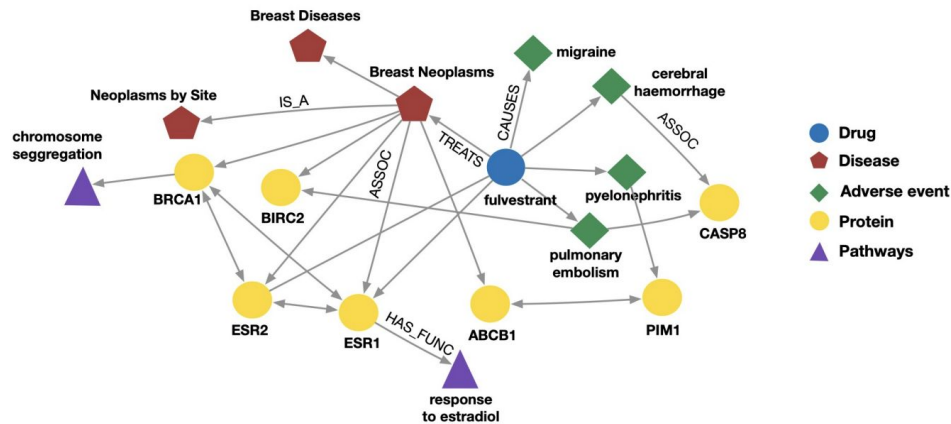 Breast Diseases
migraine
Breast Neoplasms
cerebral
haemorrhage
Neoplasms by Site
IS_A
CAUSES
ASSOC
chromosome
seggregation
TREATS
BRCA1
BIRC2
ASSOC
fulvestrant
pyelonephritis
CASP8
pulmonary
embolism
ESR2
ESR1
HAS_FUNC
ABCB1
PIM1
response
to estradiol
Drug
Disease
Adverse event
Protein
Pathways